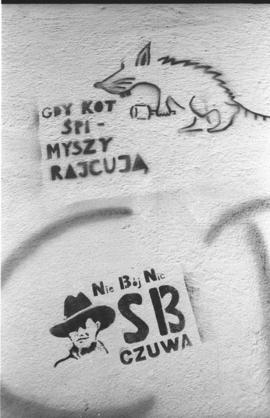 GDY KOT
ŚPI -
MYSZY
RAJCUJĄ
Nie Bój Nic
SB
CZUWA